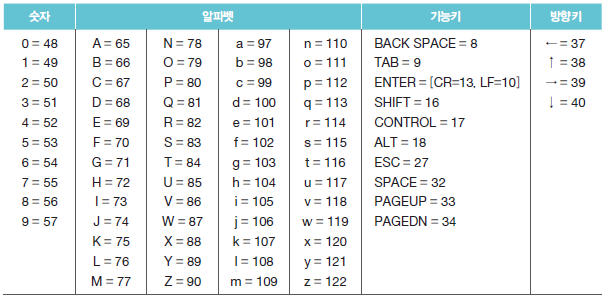 숫자 알파벳 기능키 방향키
0 = 48 A = 65 N = 78 a = 97 n = 110 BACK SPACE = 8 ← = 37
1 = 49 B = 66 O = 79 b = 98 o = 111 TAB = 9 ↑ = 38
2 = 50 C = 67 P = 80 c = 99 p = 112 ENTER = [CR=13, LF=10] → = 39
3 = 51 D = 68 Q = 81 d = 100 q = 113 SHIFT = 16 ↓ = 40
4 = 52 E = 69 R = 82 e = 101 r = 114 CONTROL = 17
5 = 53 F = 70 S = 83 f = 102 s = 115 ALT = 18
6 = 54 G = 71 T = 84 g = 103 t = 116 ESC = 27
7 = 55 H = 72 U = 85 h = 104 u = 117 SPACE = 32
8 = 56 I = 73 V = 86 i = 105 v = 118 PAGEUP = 33
9 = 57 J = 74 W = 87 j = 106 w = 119 PAGEDN = 34
K = 75 X = 88 k = 107 x = 120
L = 76 Y = 89 l = 108 y = 121
M = 77 Z = 90 m = 109 z = 122